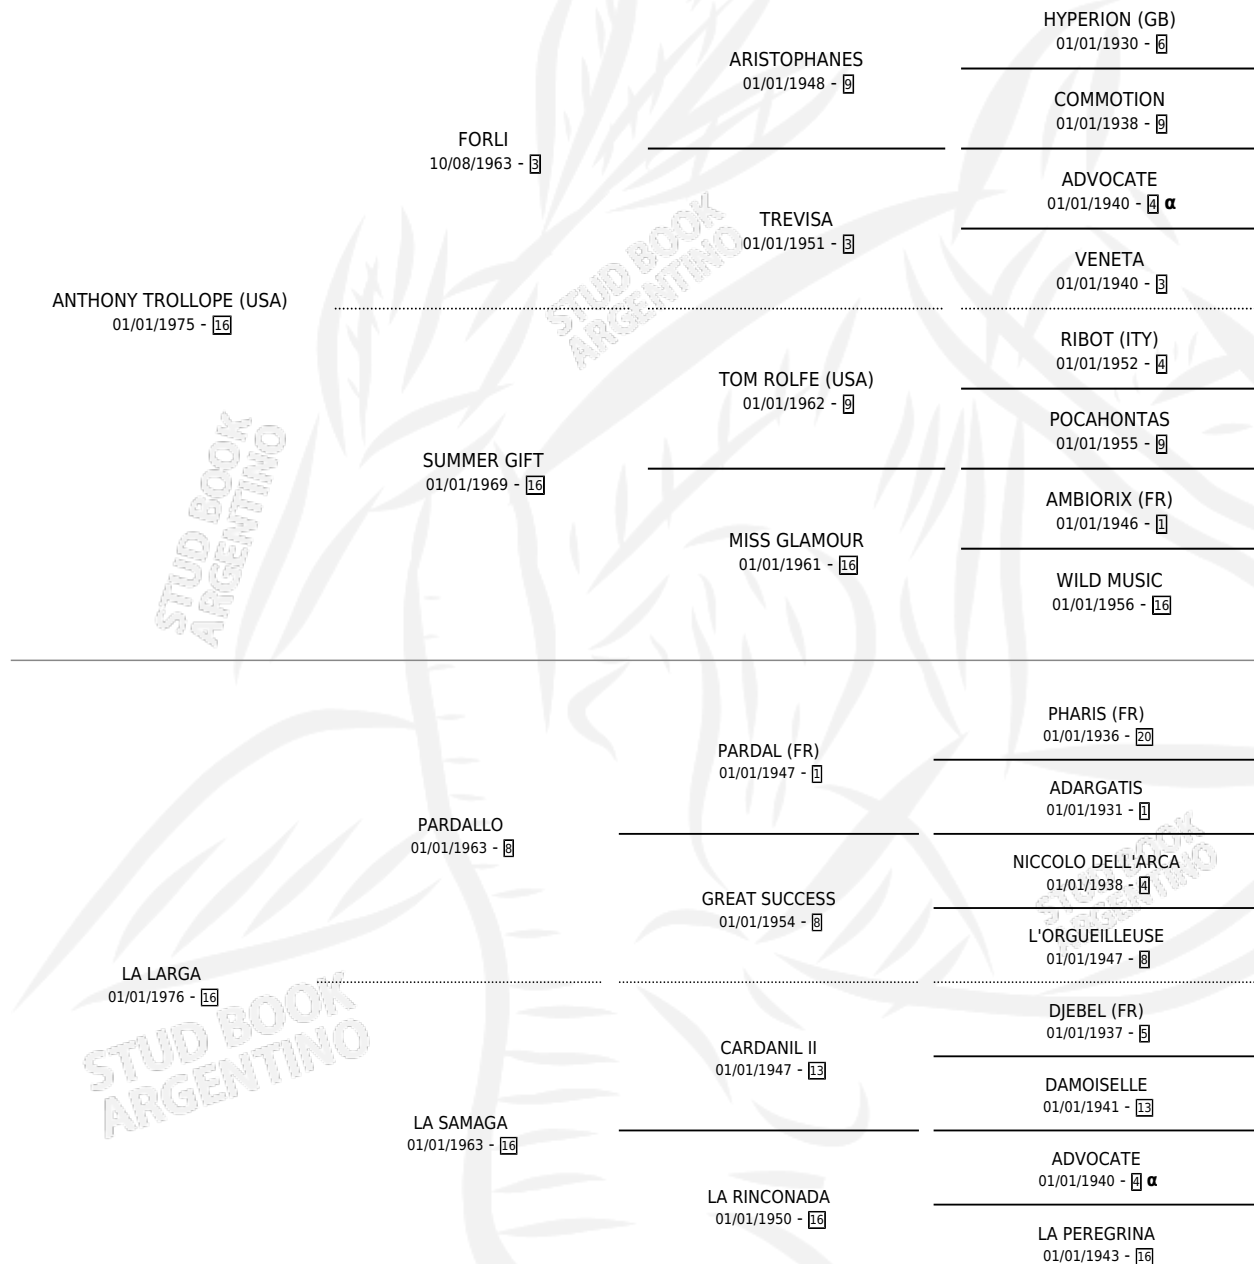 HYPERION (GB)
01/01/1930 - 6
ARISTOPHANES
01/01/1948 - 9
COMMOTION
01/01/1938 - 9
FORLI
10/08/1963 - 3
ADVOCATE
01/01/1940 - 4 α
TREVISA
01/01/1951 - 3
VENETA
01/01/1940 - 3
ANTHONY TROLLOPE (USA)
01/01/1975 - 16
RIBOT (ITY)
01/01/1952 - 4
TOM ROLFE (USA)
01/01/1962 - 9
POCAHONTAS
01/01/1955 - 9
SUMMER GIFT
01/01/1969 - 16
AMBIORIX (FR)
01/01/1946 - 1
MISS GLAMOUR
01/01/1961 - 16
WILD MUSIC
01/01/1956 - 16
PHARIS (FR)
01/01/1936 - 20
PARDAL (FR)
01/01/1947 - 1
ADARGATIS
01/01/1931 - 1
PARDALLO
01/01/1963 - 8
NICCOLO DELL'ARCA
01/01/1938 - 4
GREAT SUCCESS
01/01/1954 - 8
L'ORGUEILLEUSE
01/01/1947 - 8
LA LARGA
01/01/1976 - 16
DJEBEL (FR)
01/01/1937 - 5
CARDANIL II
01/01/1947 - 13
DAMOISELLE
01/01/1941 - 13
LA SAMAGA
01/01/1963 - 16
ADVOCATE
01/01/1940 - 4 α
LA RINCONADA
01/01/1950 - 16
LA PEREGRINA
01/01/1943 - 16
STUD BOOK
ARGENTINO
STUD BOOK
ARGENTINO
STUD BOOK
ARGENTINO
STUD BOOK
ARGENTINO